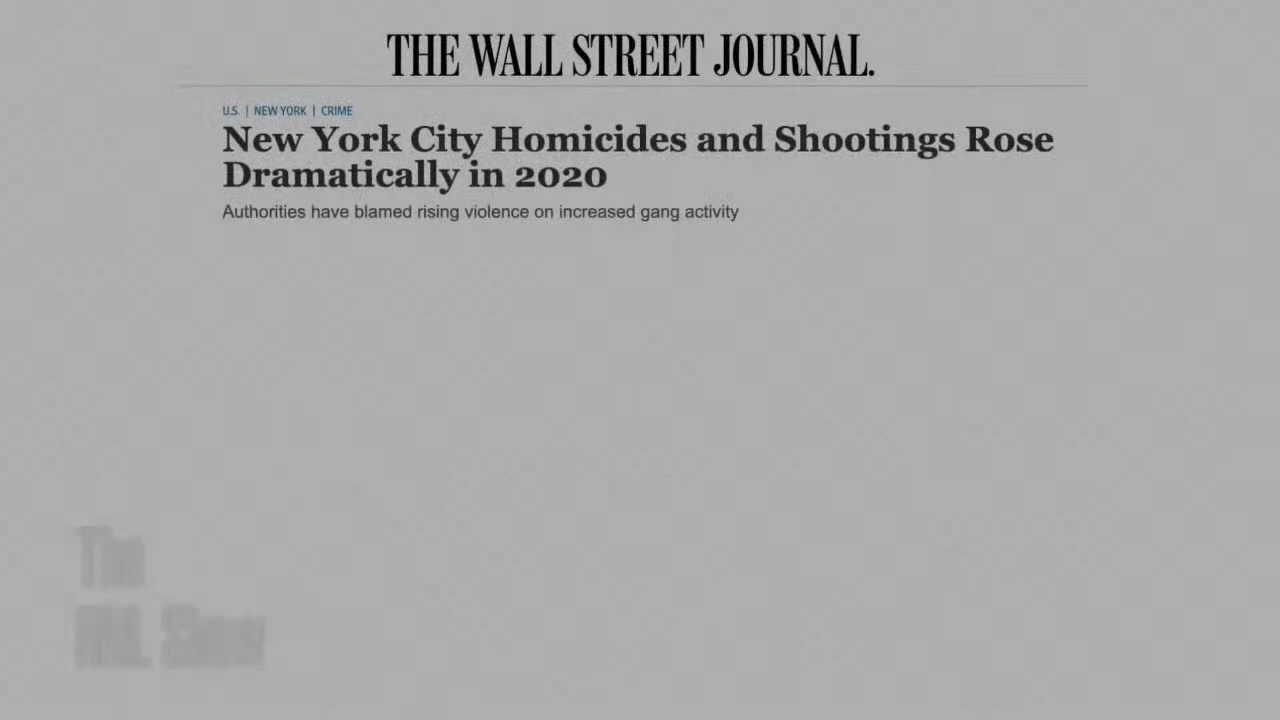 THE WALL STREET JOURNAL.
U.S. | NEW YORK | CRIME
New York City Homicides and Shootings Rose
Dramatically in 2020
Authorities have blamed rising violence on increased gang activity
The
Show